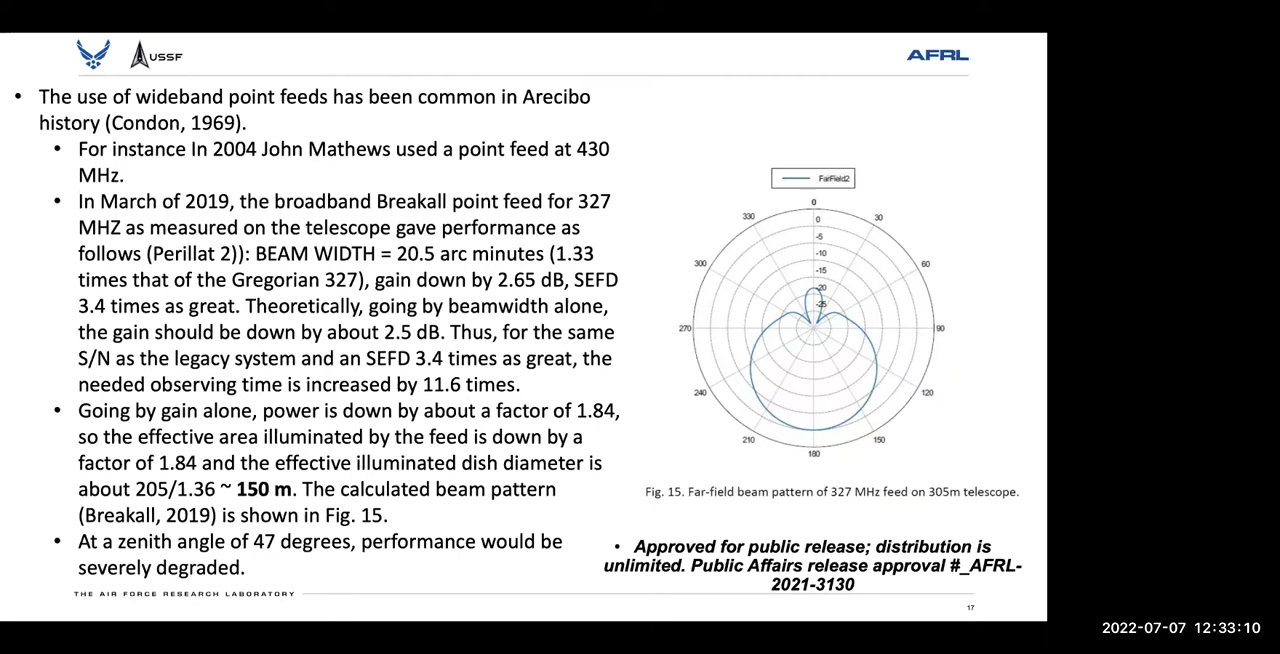 USSF
AFRL
• The use of wideband point feeds has been common in Arecibo
history (Condon, 1969).
• For instance In 2004 John Mathews used a point feed at 430
MHz.
• In March of 2019, the broadband Breakall point feed for 327
MHZ as measured on the telescope gave performance as
follows (Perillat 2)): BEAM WIDTH = 20.5 arc minutes (1.33
times that of the Gregorian 327), gain down by 2.65 dB, SEFD
3.4 times as great. Theoretically, going by beamwidth alone,
the gain should be down by about 2.5 dB. Thus, for the same
S/N as the legacy system and an SEFD 3.4 times as great, the
needed observing time is increased by 11.6 times.
• Going by gain alone, power is down by about a factor of 1.84,
so the effective area illuminated by the feed is down by a
factor of 1.84 and the effective illuminated dish diameter is
about 205/1.36 ~ 150 m. The calculated beam pattern
(Breakall, 2019) is shown in Fig. 15.
• At a zenith angle of 47 degrees, performance would be
severely degraded.
FarField2
0
330
30
0
-5
-10
-15
-20
-25
300
60
270
90
240
120
210
150
180
Fig. 15. Far-field beam pattern of 327 MHz feed on 305m telescope.
• Approved for public release; distribution is
unlimited. Public Affairs release approval #_AFRL-
2021-3130
THE AIR FORCE RESEARCH LABORATORY
17
2022-07-07 12:33:10